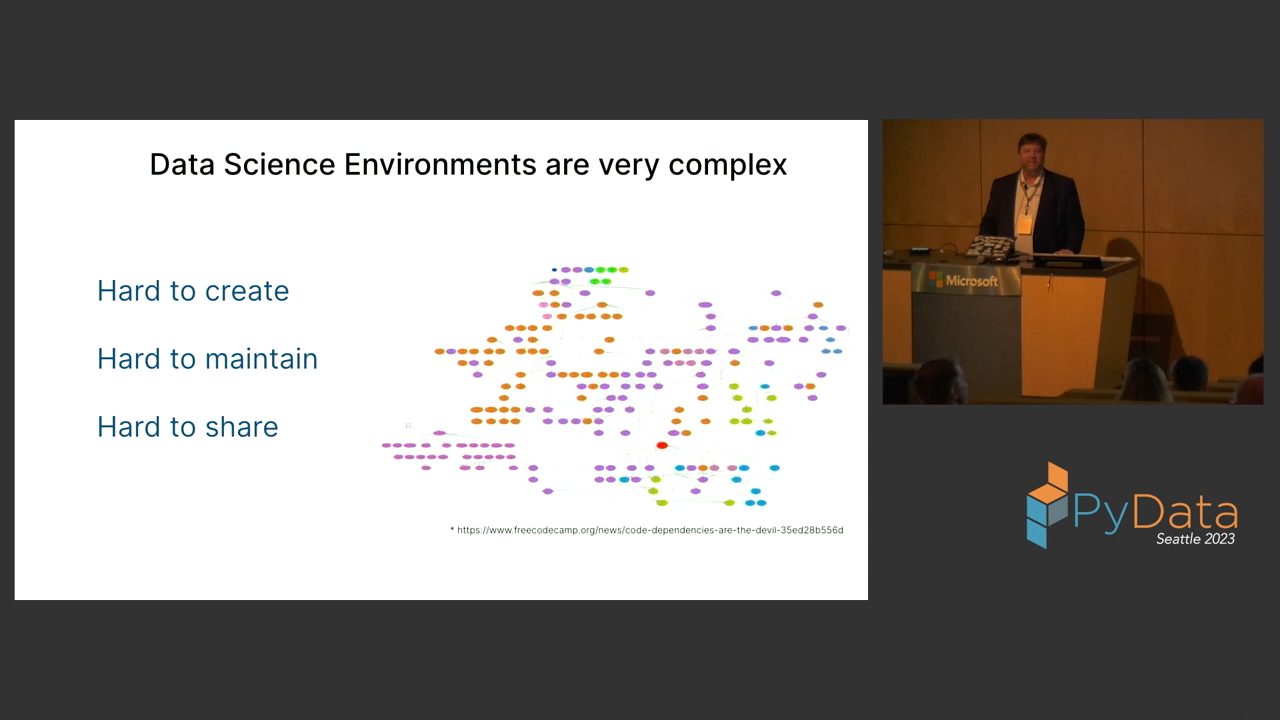 Data Science Environments are very complex
Hard to create
Hard to maintain
Hard to share
* https://www.freecodecamp.org/news/code-dependencies-are-the-devil-35ed28b556d
Microsoft
PyData
Seattle 2023